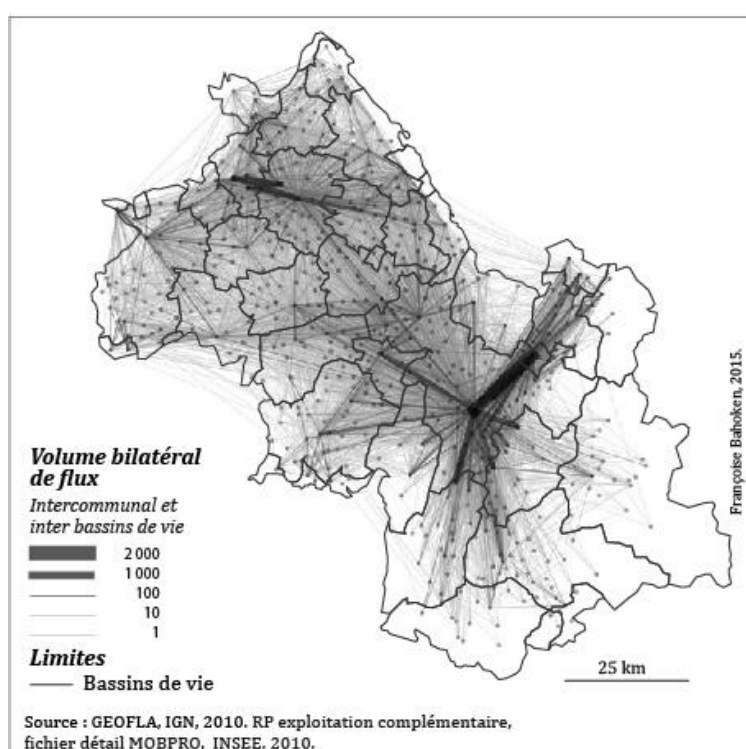 Volume bilatéral
de flux
Intercommunal et
inter bassins de vie
2 000
1 000
100
10
1
Limites
Bassins de vie
25 km
Françoise Bahoken, 2015.
Source : GEOFLA, IGN, 2010. RP exploitation complémentaire,
fichier détail MOBPRO. INSEE, 2010.